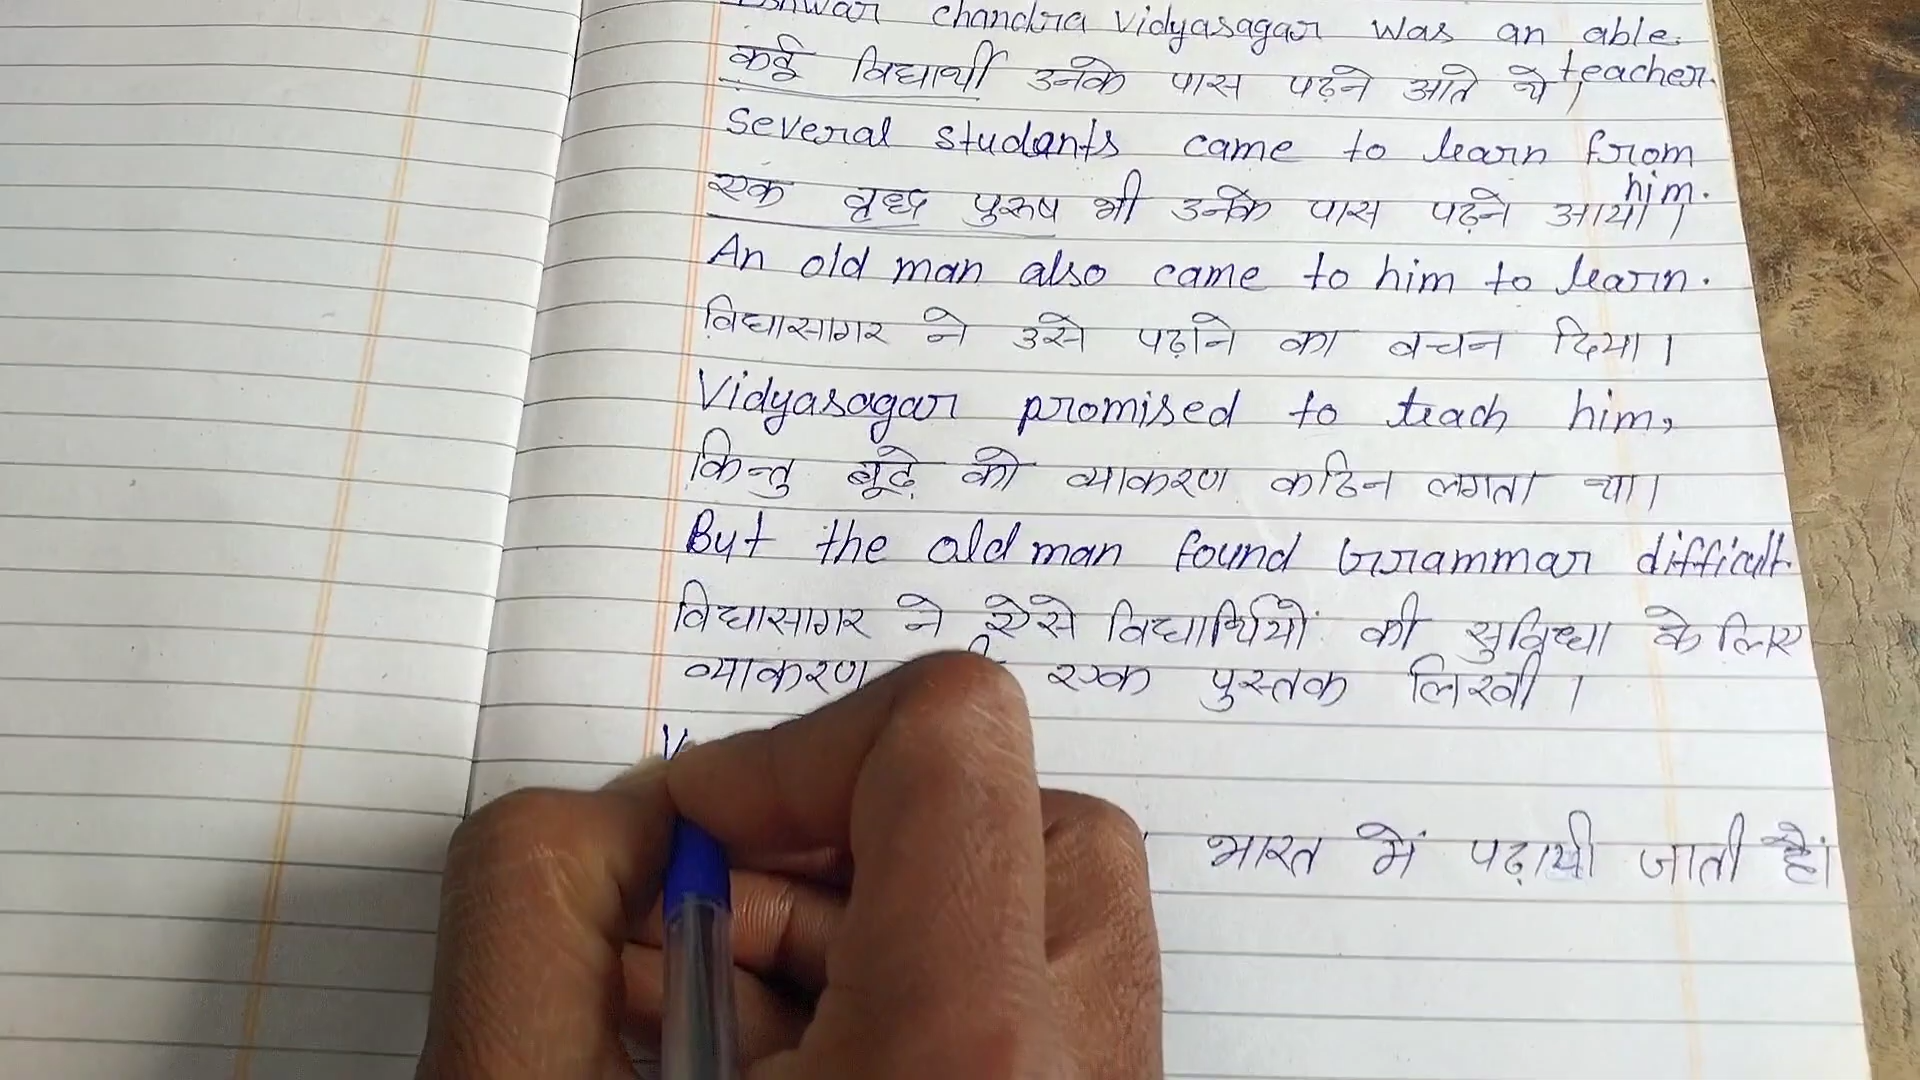 chandra Vidyasagar was an able
teacher.
कई विद्यार्थी उनके पास पढ़ने आते थे।
Several students came to learn from
him.
एक वृध्द पुरुष भी उनके पास पढ़ने आया।
An old man also came to him to learn.
विद्यासागर ने उसे पढ़ाने का वचन दिया।
Vidyasagar promised to teach him,
किन्तु बूढ़े को व्याकरण कठिन लगता था।
But the old man found Grammar difficult.
विद्यासागर ने ऐसे विद्यार्थियों की सुविधा के लिए
व्याकरण एक पुस्तक लिखी ।
भारत में पढ़ायी जाती है।